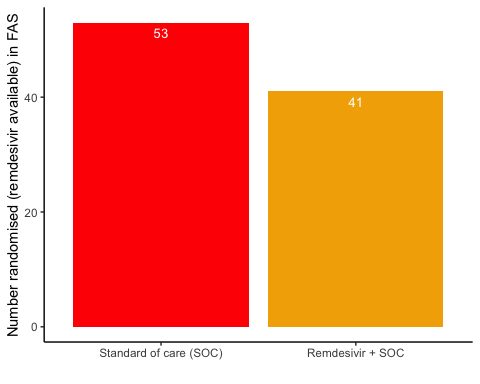 Number randomised (remdesivir available) in FAS
53
41
40
20
0
Standard of care (SOC)
Remdesivir + SOC